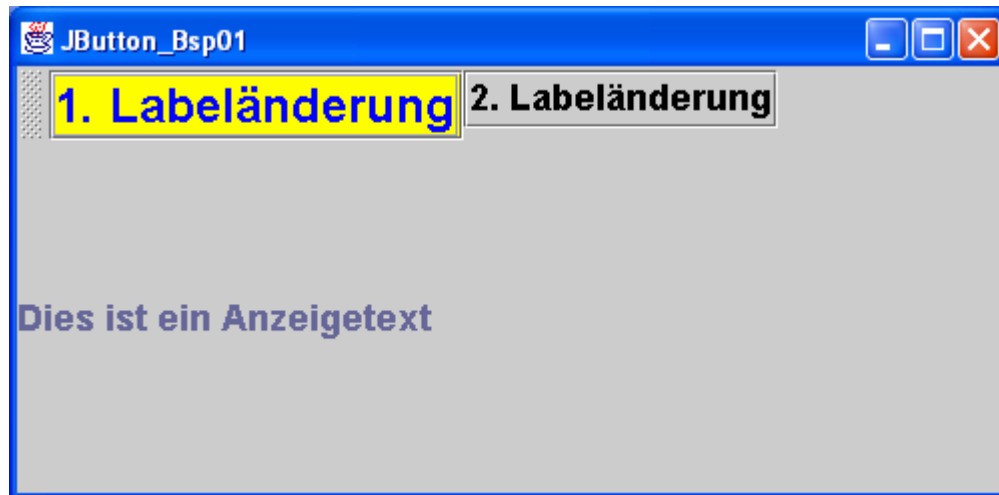 JButton_Bsp01
1. Labeländerung 2. Labeländerung
Dies ist ein Anzeigetext